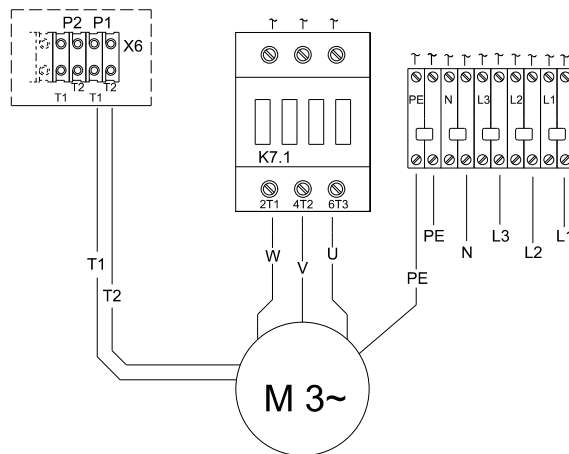 P2 P1
X6
T2 T2
T1 T1
K7.1
2T1 4T2 6T3
PE N L3 L2 L1
W V U
PE N L3 L2 L1
PE
T1
T2
M 3~